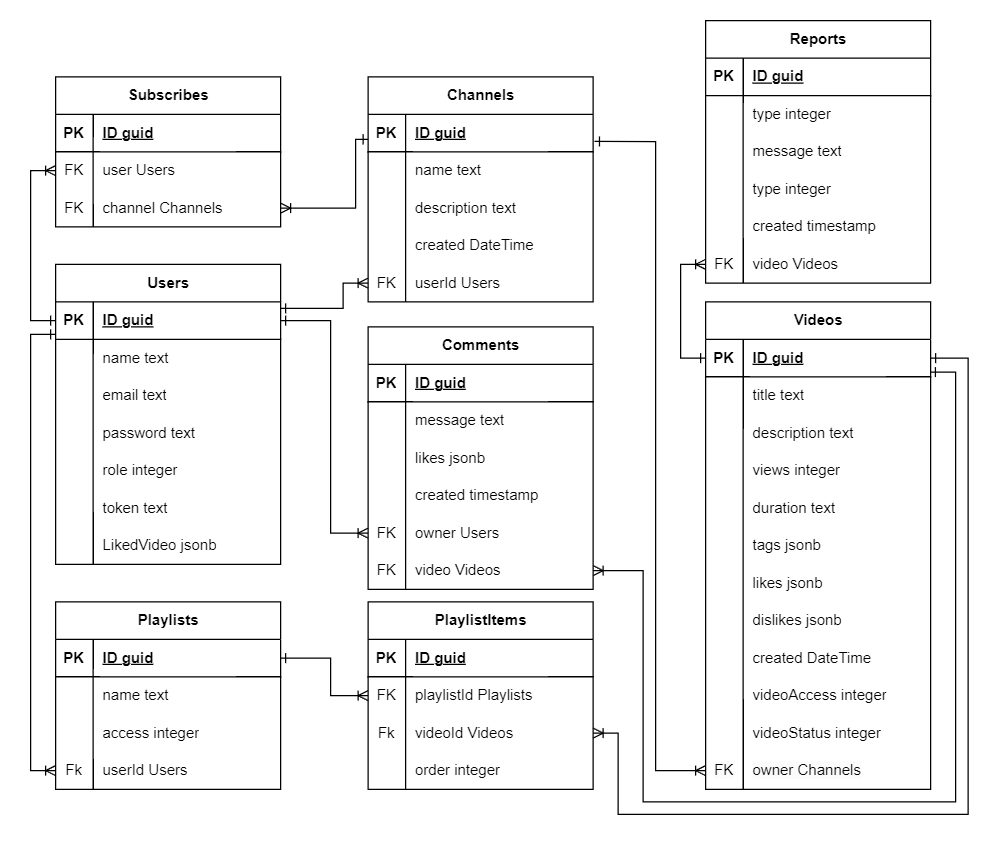 Subscribes
PK ID guid
FK user Users
FK channel Channels
Users
PK ID guid
name text
email text
password text
role integer
token text
LikedVideo jsonb
Playlists
PK ID guid
name text
access integer
Fk userId Users
Channels
PK ID guid
name text
description text
created DateTime
FK userId Users
Comments
PK ID guid
message text
likes jsonb
created timestamp
FK owner Users
FK video Videos
PlaylistItems
PK ID guid
FK playlistId Playlists
Fk videoId Videos
order integer
Reports
PK ID guid
type integer
message text
type integer
created timestamp
FK video Videos
Videos
PK ID guid
title text
description text
views integer
duration text
tags jsonb
likes jsonb
dislikes jsonb
created DateTime
videoAccess integer
videoStatus integer
FK owner Channels